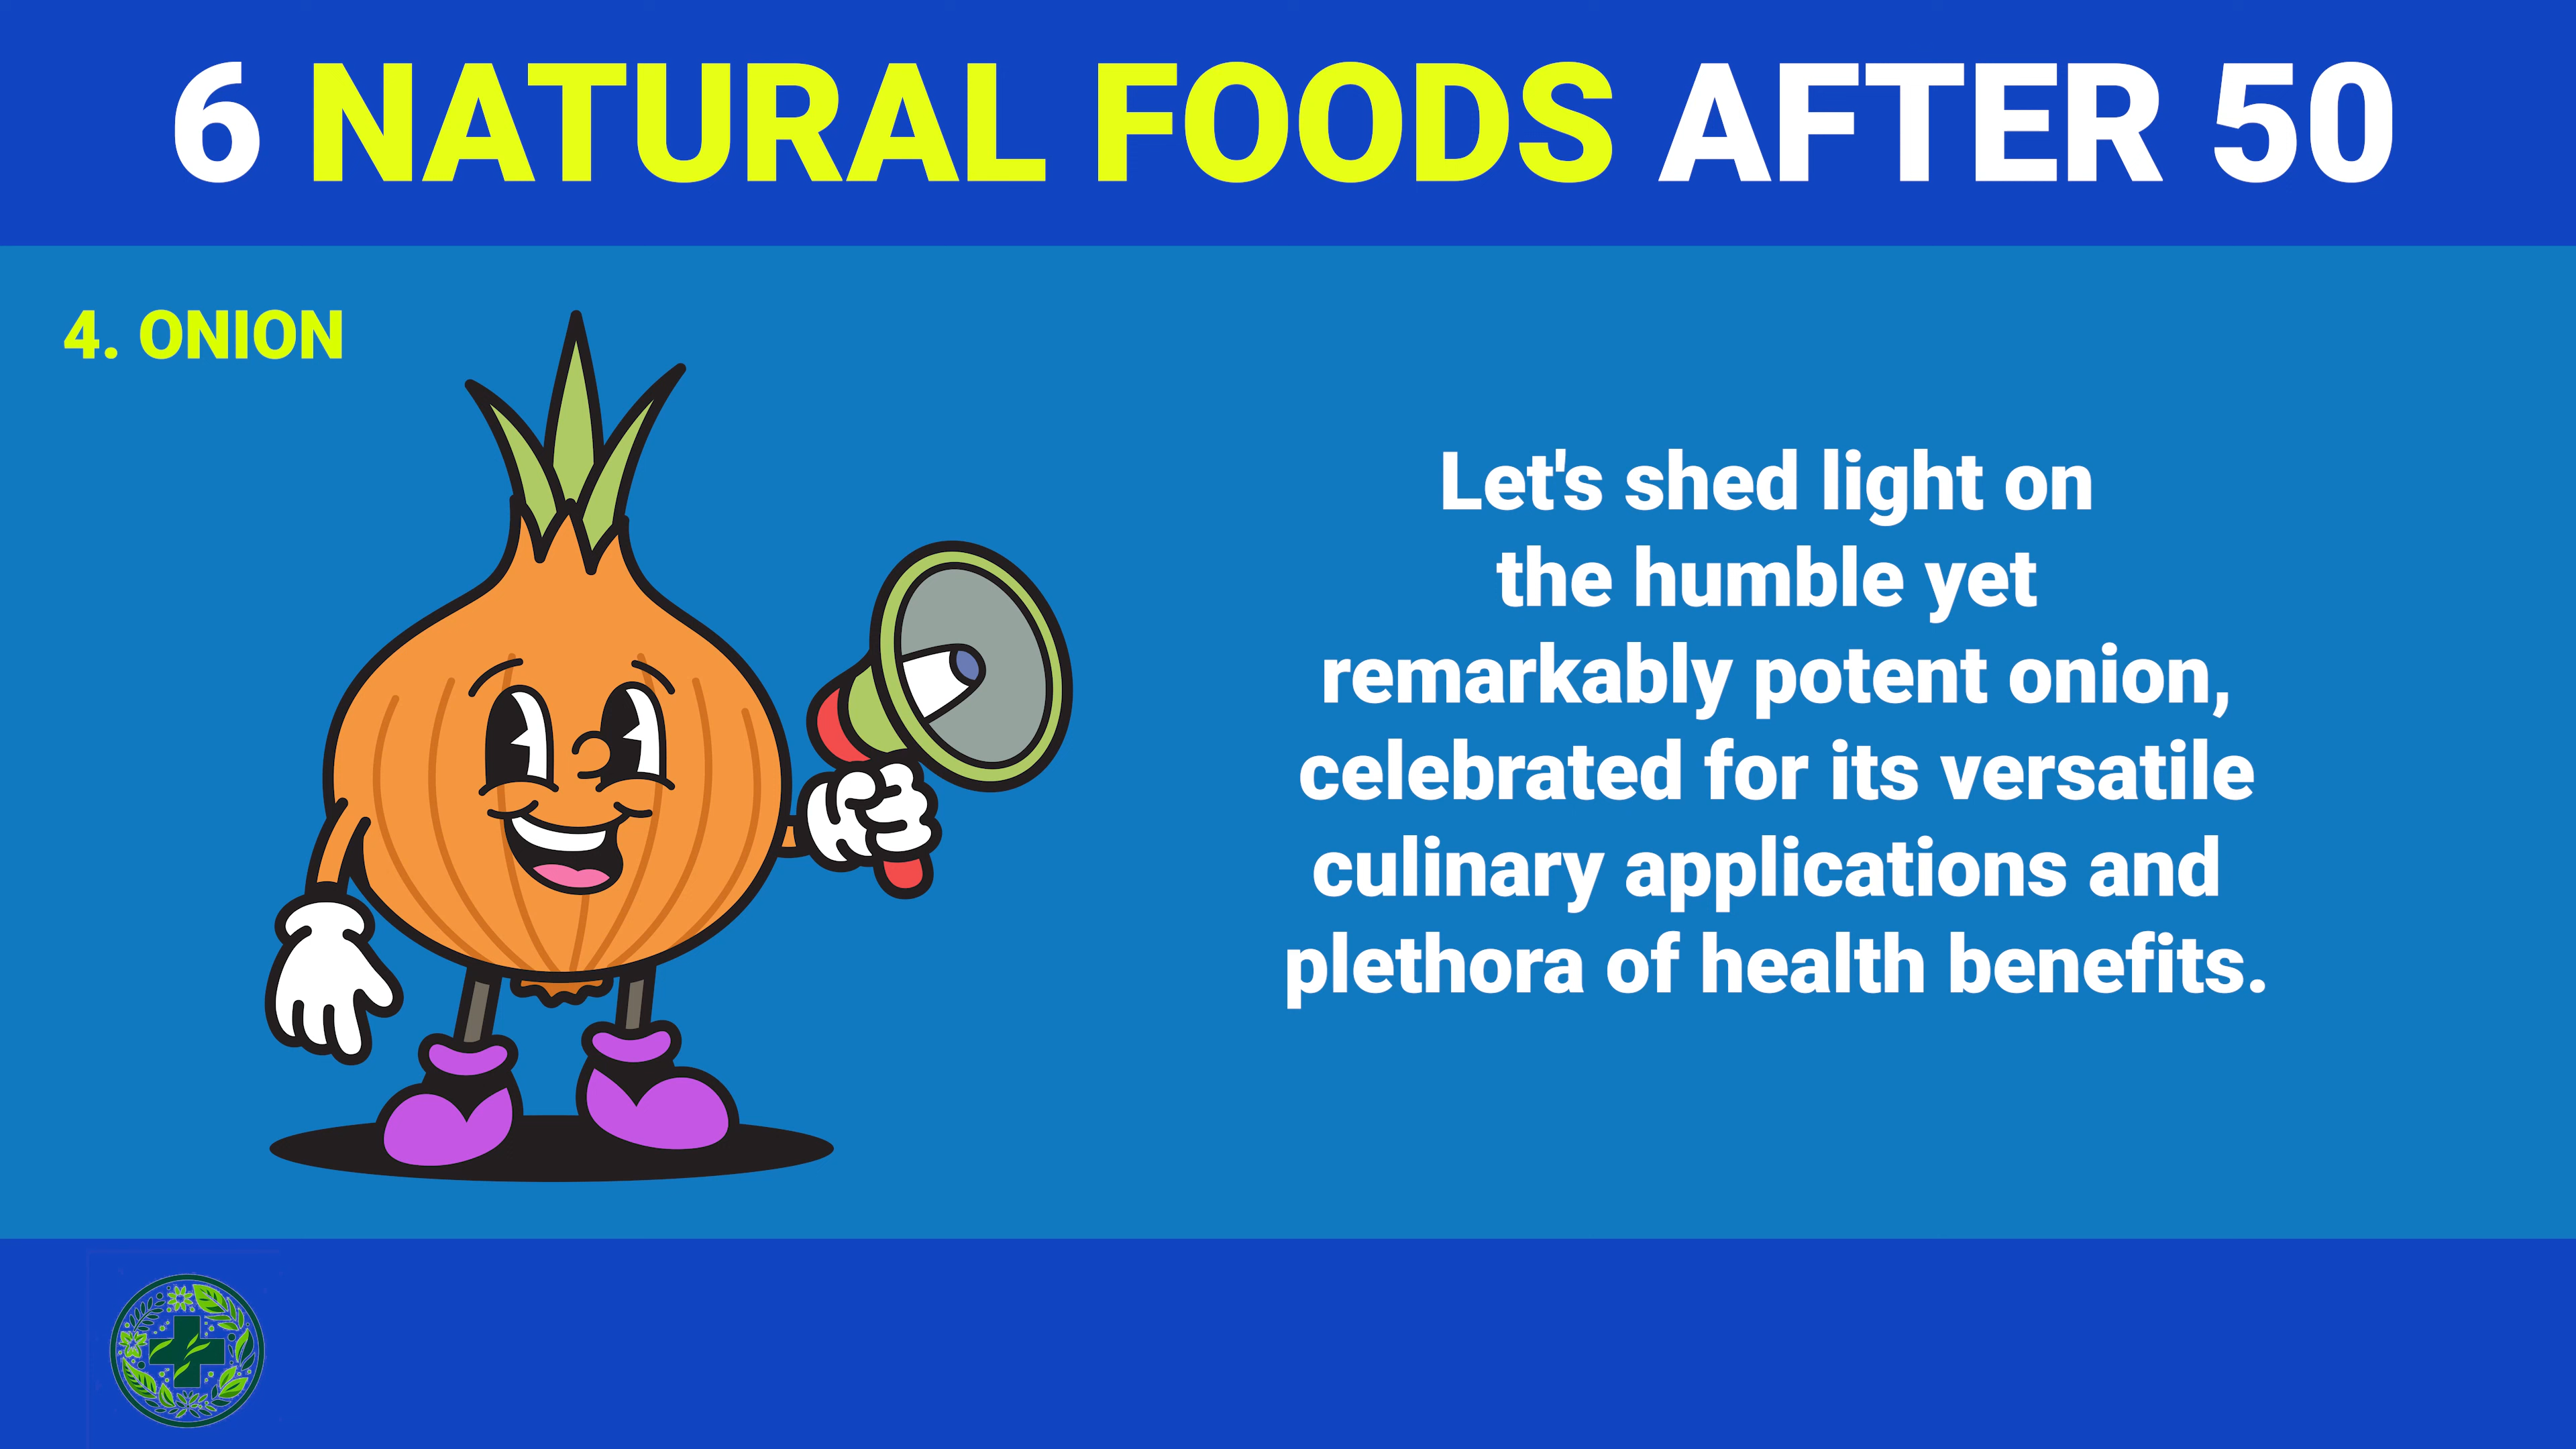 6 NATURAL FOODS AFTER 50
4. ONION
Let's shed light on
the humble yet
remarkably potent onion,
celebrated for its versatile
culinary applications and
plethora of health benefits.